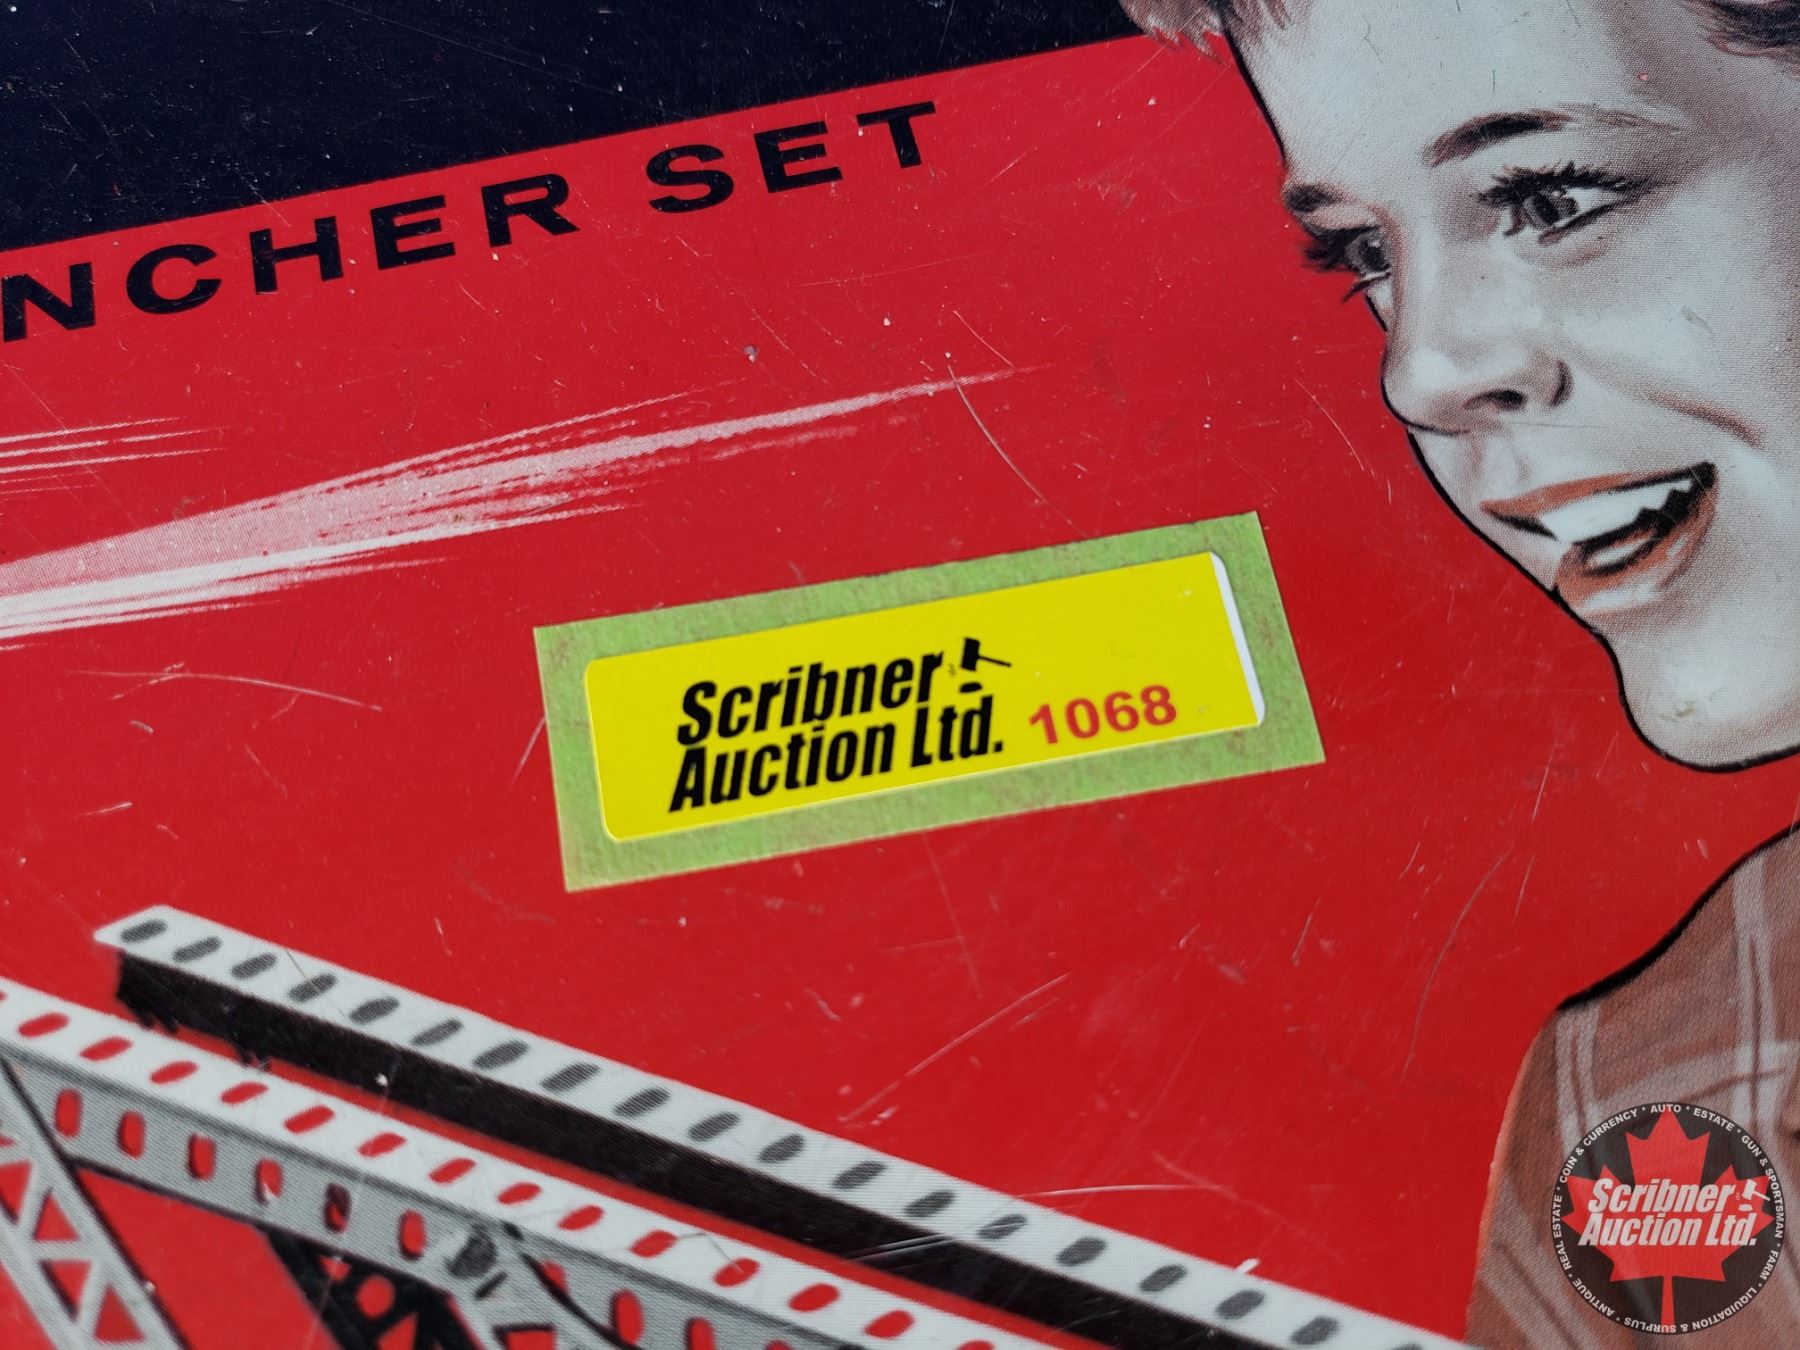 NCHER SET
Scribner
Auction Ltd. 1068
COIN & CURRENCY • AUTO • ESTATE • GUN & SPORTSMAN • FARM • LIQUIDATION & SURPLUS • ANTIQUE • REAL ESTATE •
Scribner
Auction Ltd.